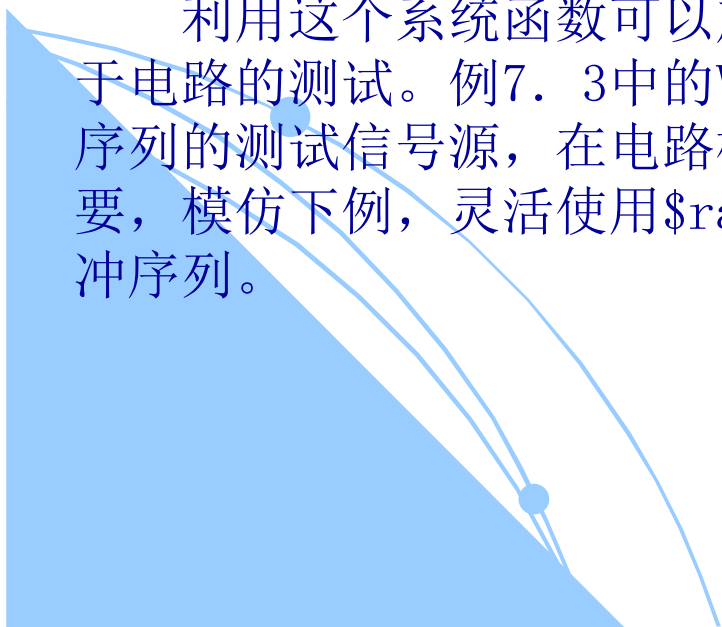 利用这个系统函数可以
于电路的测试。例7．3中的
序列的测试信号源，在电路
要，模仿下例，灵活使用$r
冲序列。